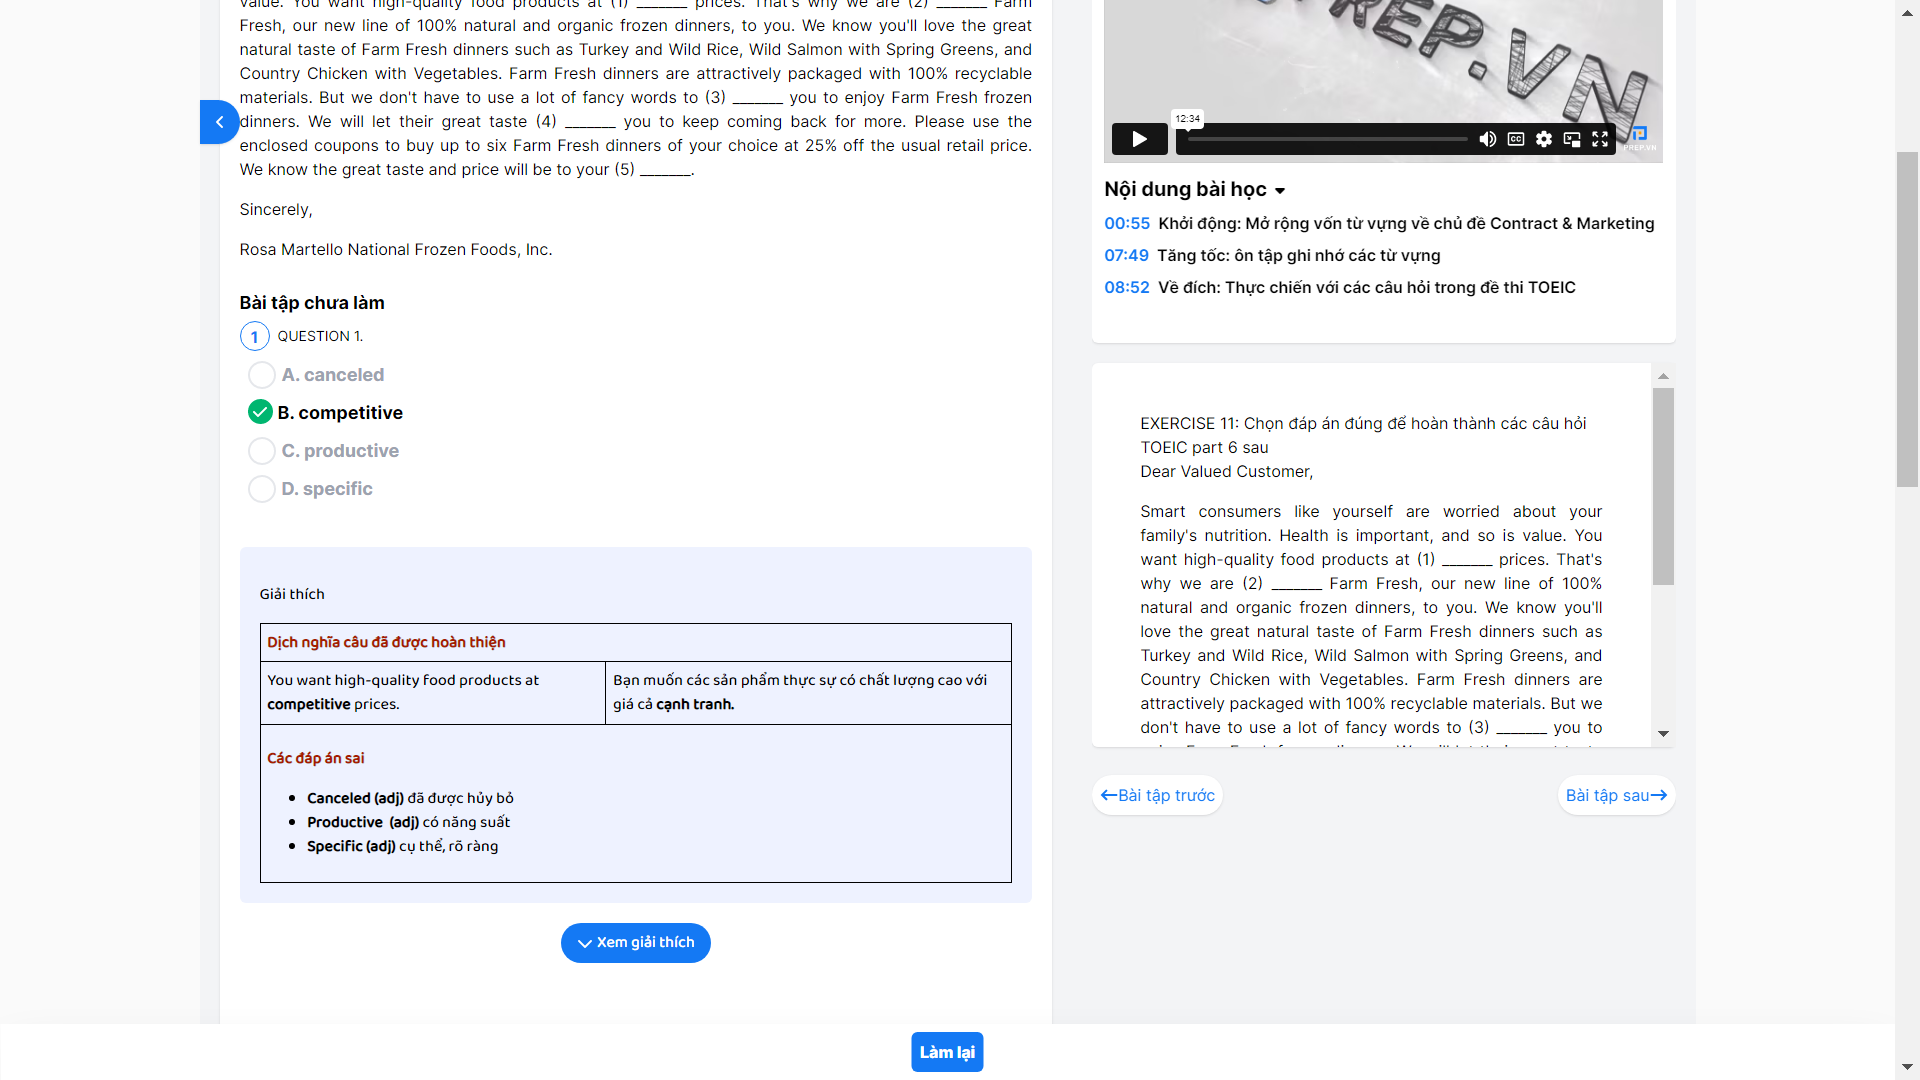 value. You want high-quality food products at (1) _______ prices. That's why we are (2) _______ Farm
Fresh, our new line of 100% natural and organic frozen dinners, to you. We know you'll love the great
natural taste of Farm Fresh dinners such as Turkey and Wild Rice, Wild Salmon with Spring Greens, and
Country Chicken with Vegetables. Farm Fresh dinners are attractively packaged with 100% recyclable
materials. But we don't have to use a lot of fancy words to (3) _______ you to enjoy Farm Fresh frozen
dinners. We will let their great taste (4) _______ you to keep coming back for more. Please use the
enclosed coupons to buy up to six Farm Fresh dinners of your choice at 25% off the usual retail price.
We know the great taste and price will be to your (5) _______.
Sincerely,
Rosa Martello National Frozen Foods, Inc.
Bài tập chưa làm
1 QUESTION 1.
A. canceled
B. competitive
C. productive
D. specific
Giải thích
Dịch nghĩa câu đã được hoàn thiện
You want high-quality food products at
competitive prices.
Bạn muốn các sản phẩm thực sự có chất lượng cao với
giá cả cạnh tranh.
Các đáp án sai
Canceled (adj) đã được hủy bỏ
Productive (adj) có năng suất
Specific (adj) cụ thể, rõ ràng
Xem giải thích
PREP.VN
12:34
CC
PREP.VN
Nội dung bài học
00:55 Khởi động: Mở rộng vốn từ vựng về chủ đề Contract & Marketing
07:49 Tăng tốc: ôn tập ghi nhớ các từ vựng
08:52 Về đích: Thực chiến với các câu hỏi trong đề thi TOEIC
EXERCISE 11: Chọn đáp án đúng để hoàn thành các câu hỏi
TOEIC part 6 sau
Dear Valued Customer,
Smart consumers like yourself are worried about your
family's nutrition. Health is important, and so is value. You
want high-quality food products at (1) _______ prices. That's
why we are (2) _______ Farm Fresh, our new line of 100%
natural and organic frozen dinners, to you. We know you'll
love the great natural taste of Farm Fresh dinners such as
Turkey and Wild Rice, Wild Salmon with Spring Greens, and
Country Chicken with Vegetables. Farm Fresh dinners are
attractively packaged with 100% recyclable materials. But we
don't have to use a lot of fancy words to (3) _______ you to
Bài tập trước
Bài tập sau
Làm lại